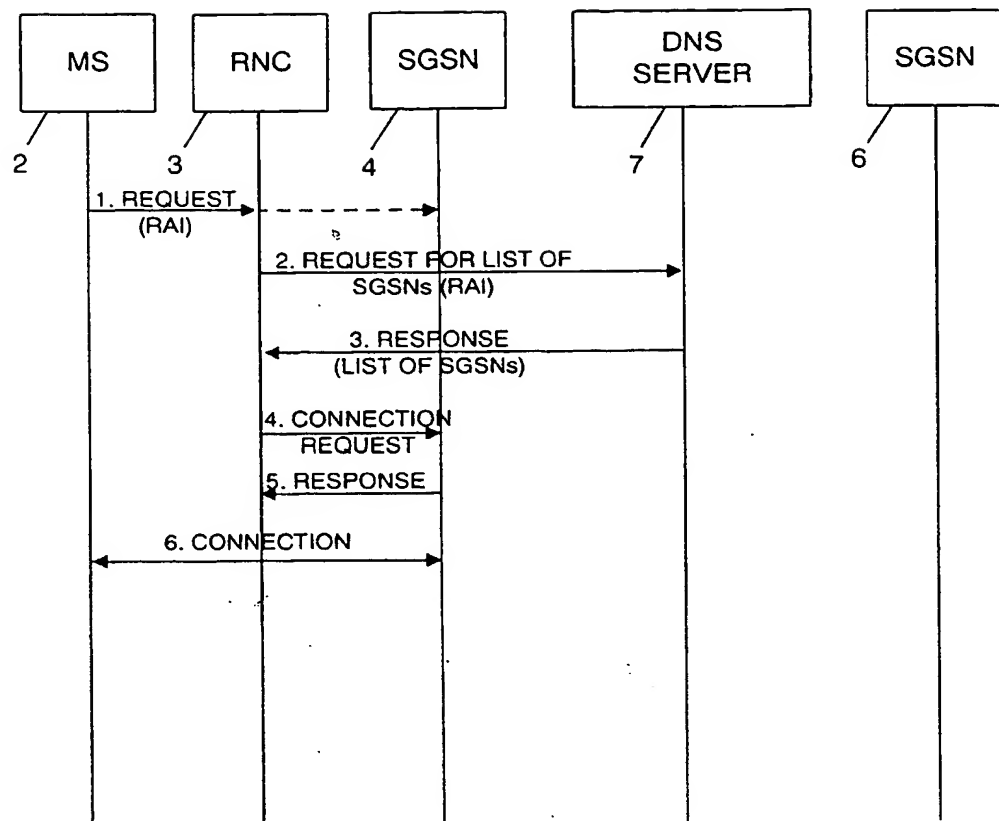 MS
RNC
SGSN
DNS
SERVER
SGSN
2
3
4
7
6
1. REQUEST
(RAI)
2. REQUEST FOR LIST OF
SGSNs (RAI)
3. RESPONSE
(LIST OF SGSNs)
4. CONNECTION
REQUEST
5. RESPONSE
6. CONNECTION